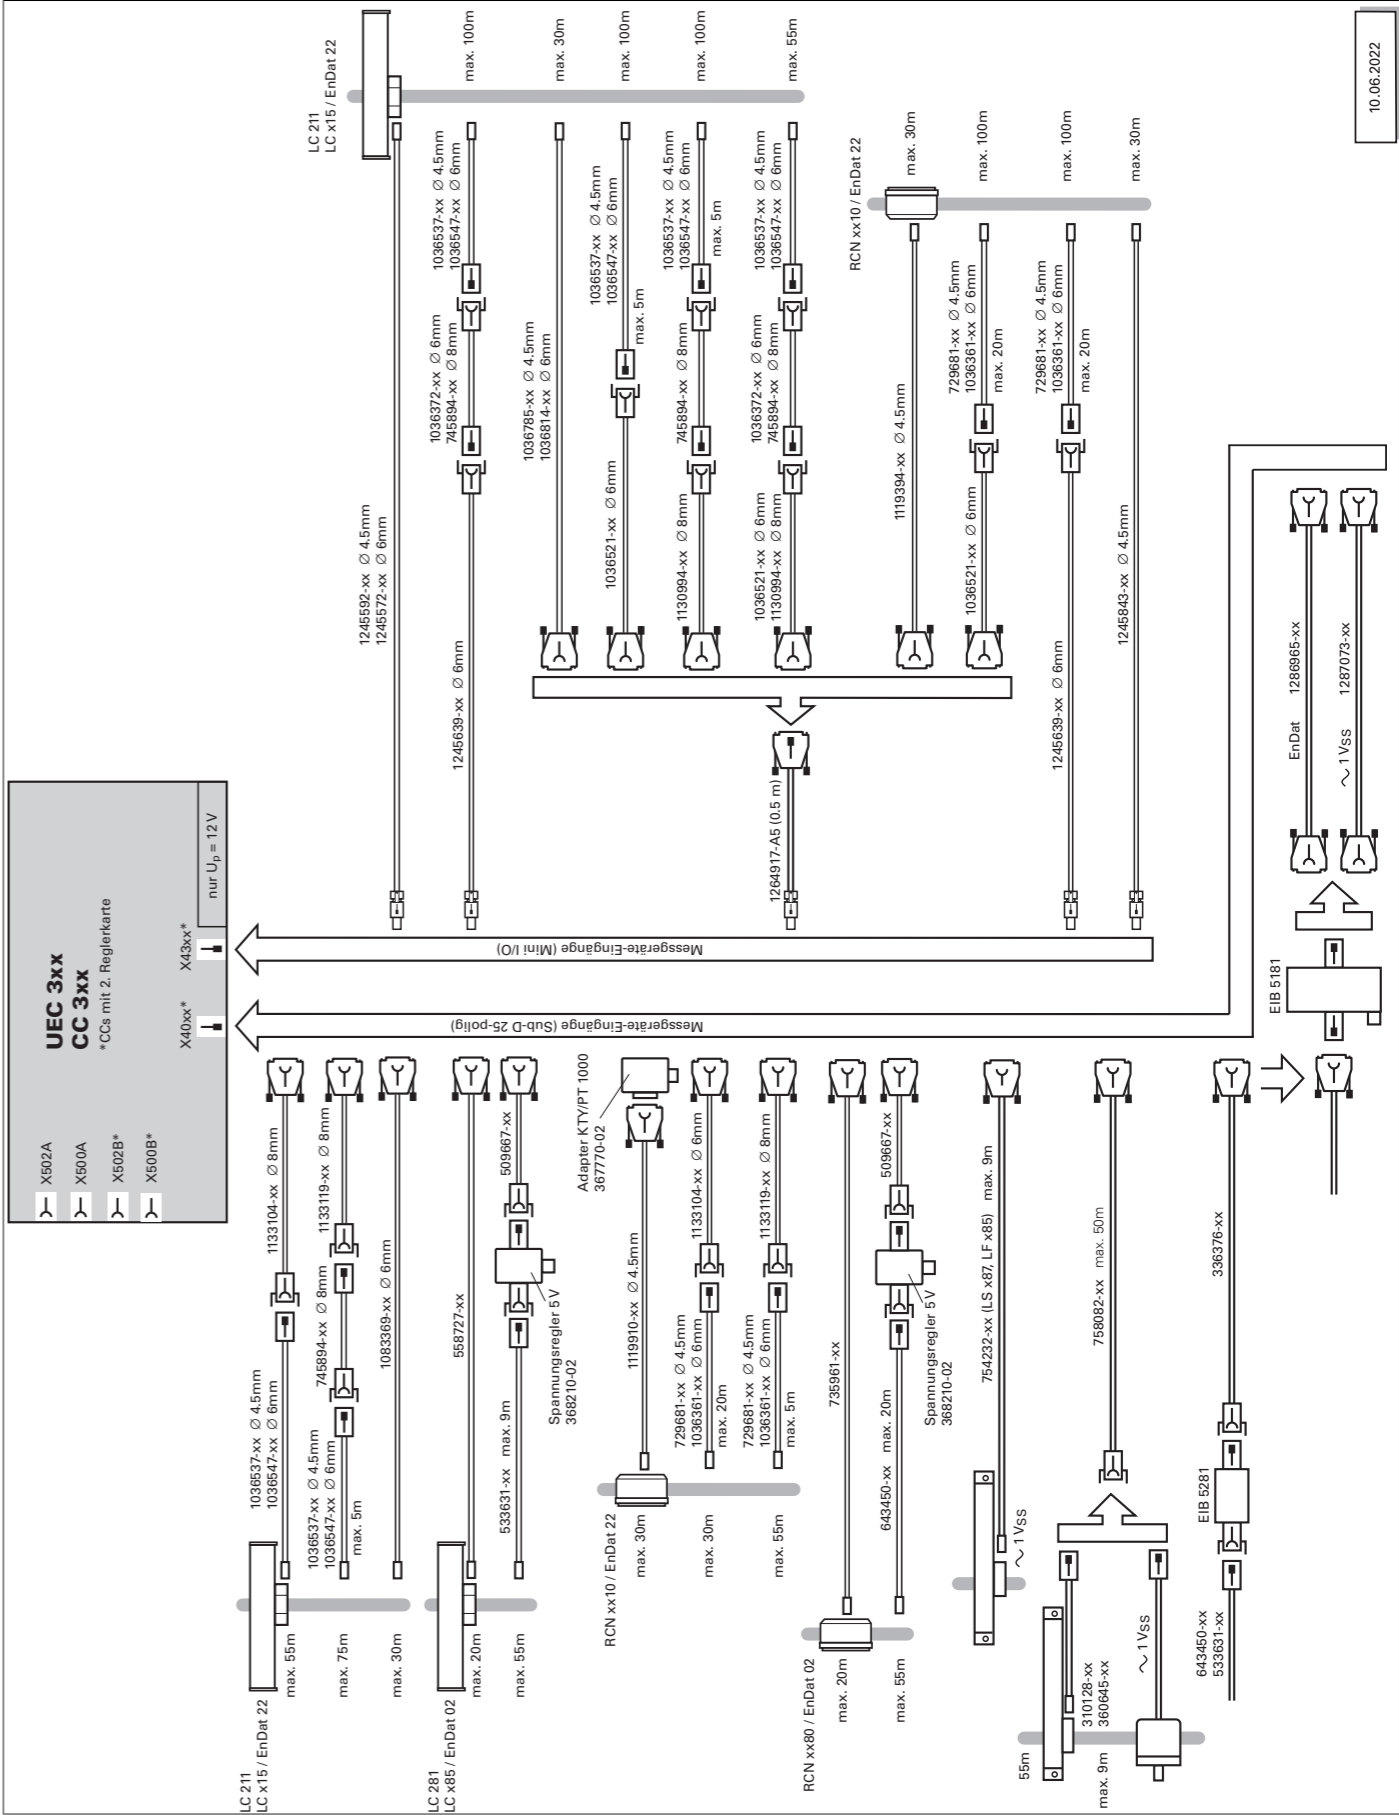 UEC 3xx
CC 3xx
*CCs mit 2. Reglerkarte
X502A
X500A
X502B*
X500B*
X40xx*
X43xx*
nur Up = 12 V
Messgeräte-Eingänge (Sub-D 25-polig)
Messgeräte-Eingänge (Mini I/O)
LC 211
LC x15 / EnDat 22
max. 55m
1036537-xx Ø 4.5mm
1036547-xx Ø 6mm
1133104-xx Ø 8mm
max. 75m
1036537-xx Ø 4.5mm
1036547-xx Ø 6mm
max. 5m
745894-xx Ø 8mm
1133119-xx Ø 8mm
max. 30m
1083369-xx Ø 6mm
LC 281
LC x85 / EnDat 02
max. 20m
558727-xx
max. 55m
533631-xx max. 9m
Spannungsregler 5 V
368210-02
509667-xx
RCN xx10 / EnDat 22
max. 30m
1119910-xx Ø 4.5mm
Adapter KTY/PT 1000
367770-02
max. 30m
729681-xx Ø 4.5mm
1036361-xx Ø 6mm
max. 20m
1133104-xx Ø 6mm
max. 55m
729681-xx Ø 4.5mm
1036361-xx Ø 6mm
max. 5m
1133119-xx Ø 8mm
RCN xx80 / EnDat 02
max. 20m
735961-xx
max. 55m
643450-xx max. 20m
Spannungsregler 5 V
368210-02
509667-xx
~ 1 Vss
754232-xx (LS x87, LF x85) max. 9m
55m
310128-xx
360645-xx
max. 9m
~ 1 Vss
758082-xx max. 50m
643450-xx
533631-xx
EIB 5281
336376-xx
EIB 5181
EnDat 1286965-xx
~ 1 Vss 1287073-xx
LC 211
LC x15 / EnDat 22
1245592-xx Ø 4.5mm
1245572-xx Ø 6mm
1245639-xx Ø 6mm
1036372-xx Ø 6mm
745894-xx Ø 8mm
1036537-xx Ø 4.5mm
1036547-xx Ø 6mm
max. 100m
1036785-xx Ø 4.5mm
1036814-xx Ø 6mm
max. 30m
1036521-xx Ø 6mm
1036537-xx Ø 4.5mm
1036547-xx Ø 6mm
max. 5m
max. 100m
1130994-xx Ø 8mm
745894-xx Ø 8mm
1036537-xx Ø 4.5mm
1036547-xx Ø 6mm
max. 5m
max. 100m
1036521-xx Ø 6mm
1130994-xx Ø 8mm
1036372-xx Ø 6mm
745894-xx Ø 8mm
1036537-xx Ø 4.5mm
1036547-xx Ø 6mm
max. 55m
1264917-A5 (0.5 m)
RCN xx10 / EnDat 22
1119394-xx Ø 4.5mm
max. 30m
1036521-xx Ø 6mm
729681-xx Ø 4.5mm
1036361-xx Ø 6mm
max. 20m
max. 100m
1245639-xx Ø 6mm
729681-xx Ø 4.5mm
1036361-xx Ø 6mm
max. 20m
max. 100m
1245843-xx Ø 4.5mm
max. 30m
10.06.2022